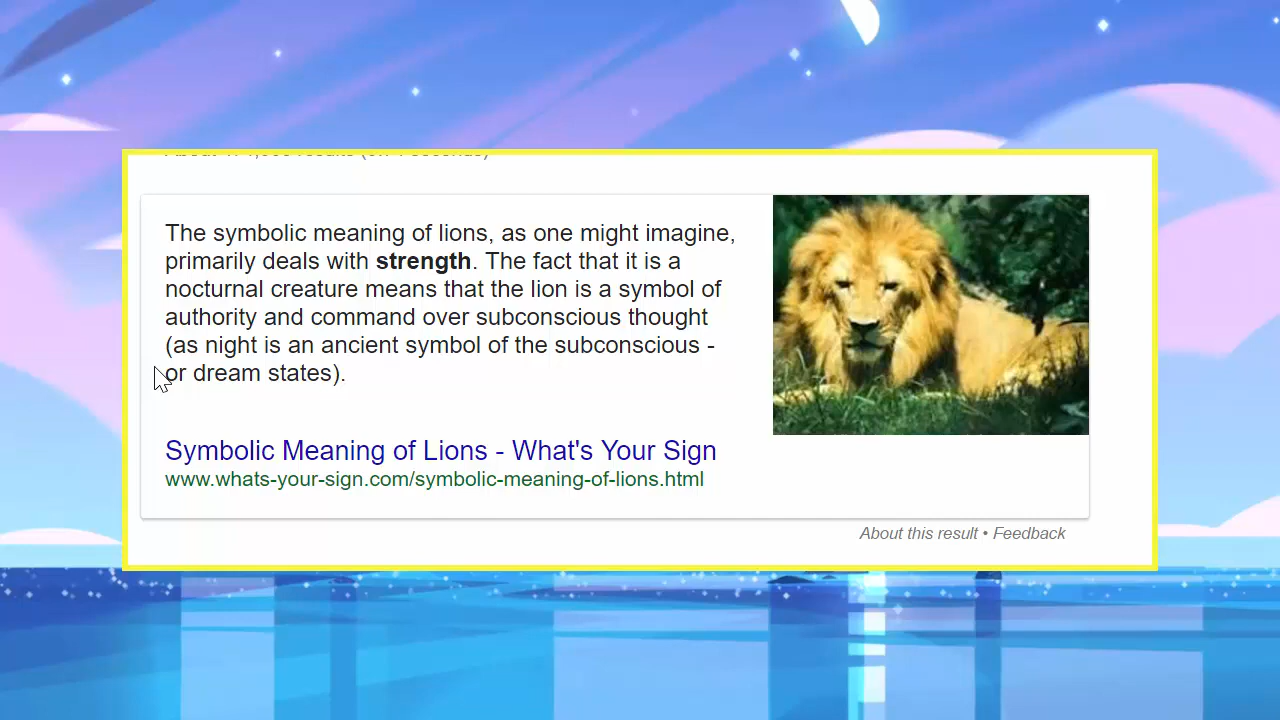 The symbolic meaning of lions, as one might imagine,
primarily deals with strength. The fact that it is a
nocturnal creature means that the lion is a symbol of
authority and command over subconscious thought
(as night is an ancient symbol of the subconscious -
or dream states).
Symbolic Meaning of Lions - What's Your Sign
www.whats-your-sign.com/symbolic-meaning-of-lions.html
About this result • Feedback